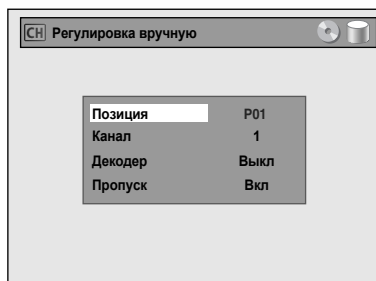 CH Регулировка вручную
Позиция P01
Канал 1
Декодер Выкл
Пропуск Вкл